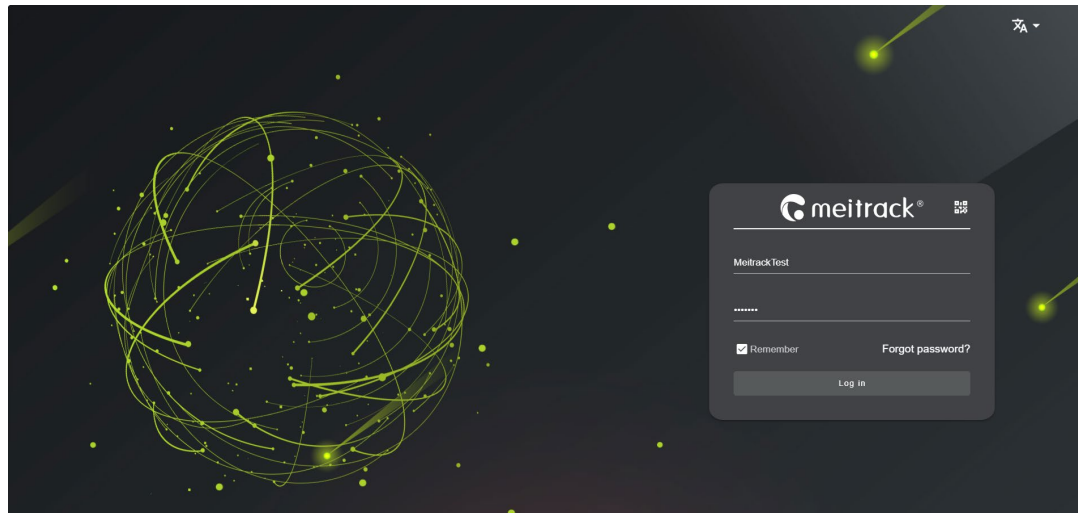 meitrack®
MeitrackTest
•••••••
Remember
Forgot password?
Log in